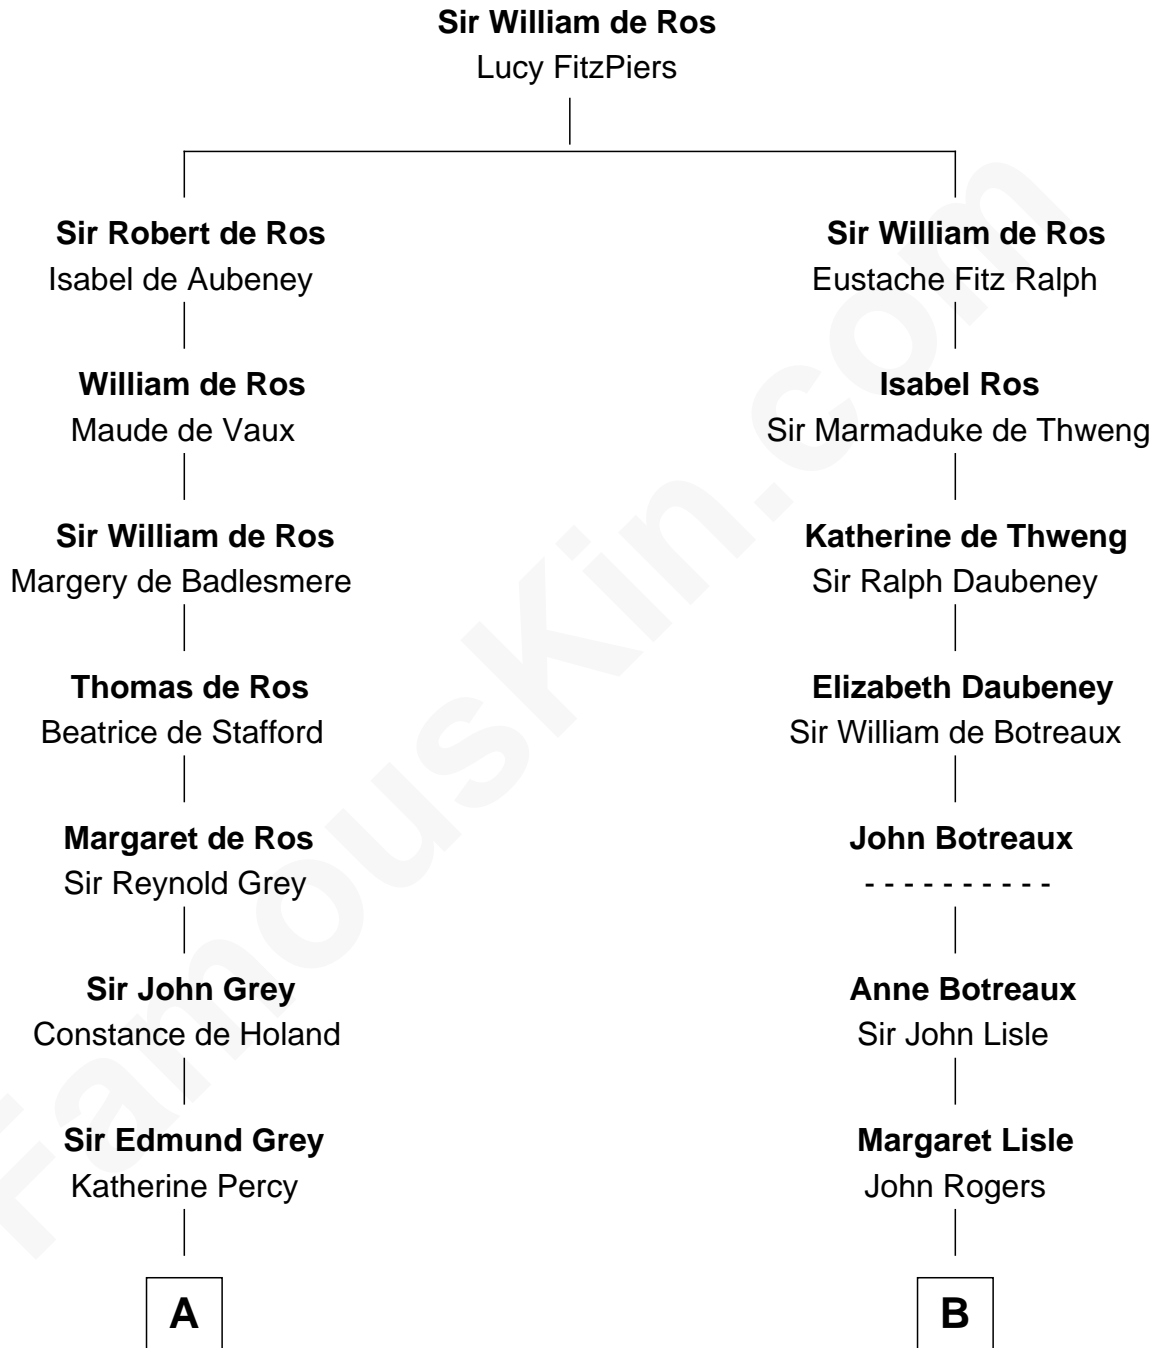 Sir William de Ros
Lucy FitzPiers
Sir Robert de Ros
Isabel de Aubeney
Sir William de Ros
Eustache Fitz Ralph
William de Ros
Maude de Vaux
Isabel Ros
Sir Marmaduke de Thweng
Sir William de Ros
Margery de Badlesmere
Katherine de Thweng
Sir Ralph Daubeney
Thomas de Ros
Beatrice de Stafford
Elizabeth Daubeney
Sir William de Botreaux
Margaret de Ros
Sir Reynold Grey
John Botreaux
- - - - - - - - - -
Sir John Grey
Constance de Holand
Anne Botreaux
Sir John Lisle
Sir Edmund Grey
Katherine Percy
Margaret Lisle
John Rogers
A
B
FamousKin.com